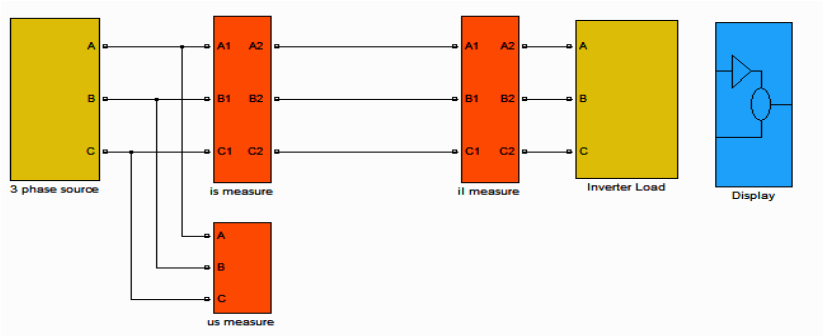 A A1 A2 A1 A2 A
B B1 B2 B1 B2 B
C C1 C2 C1 C2 C
3 phase source is measure il measure Inverter Load Display
A
B
C
us measure